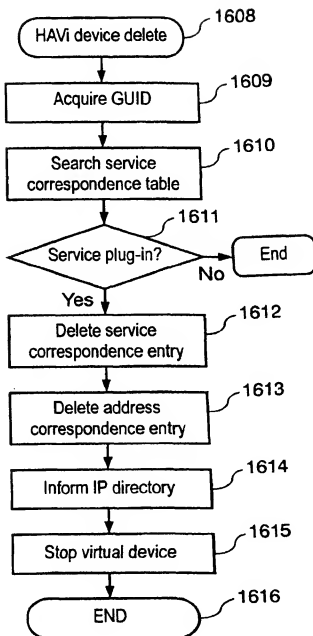 HAVi device delete
1608
Acquire GUID
1609
Search service
correspondence table
1610
Service plug-in?
1611
No
End
Yes
Delete service
correspondence entry
1612
Delete address
correspondence entry
1613
Inform IP directory
1614
Stop virtual device
1615
END
1616